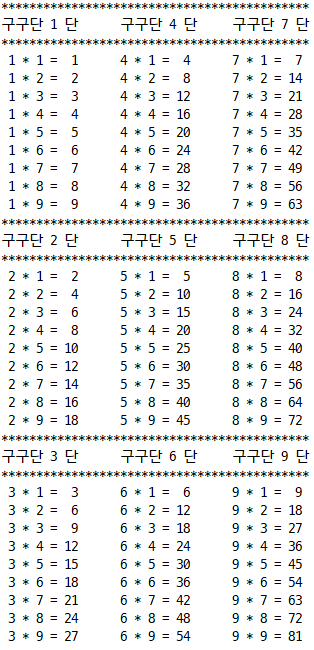 *****************************************
구구단 1 단      구구단 4 단      구구단 7 단
*****************************************
1 * 1 =  1      4 * 1 =  4      7 * 1 =  7
1 * 2 =  2      4 * 2 =  8      7 * 2 = 14
1 * 3 =  3      4 * 3 = 12      7 * 3 = 21
1 * 4 =  4      4 * 4 = 16      7 * 4 = 28
1 * 5 =  5      4 * 5 = 20      7 * 5 = 35
1 * 6 =  6      4 * 6 = 24      7 * 6 = 42
1 * 7 =  7      4 * 7 = 28      7 * 7 = 49
1 * 8 =  8      4 * 8 = 32      7 * 8 = 56
1 * 9 =  9      4 * 9 = 36      7 * 9 = 63
*****************************************
구구단 2 단      구구단 5 단      구구단 8 단
*****************************************
2 * 1 =  2      5 * 1 =  5      8 * 1 =  8
2 * 2 =  4      5 * 2 = 10      8 * 2 = 16
2 * 3 =  6      5 * 3 = 15      8 * 3 = 24
2 * 4 =  8      5 * 4 = 20      8 * 4 = 32
2 * 5 = 10      5 * 5 = 25      8 * 5 = 40
2 * 6 = 12      5 * 6 = 30      8 * 6 = 48
2 * 7 = 14      5 * 7 = 35      8 * 7 = 56
2 * 8 = 16      5 * 8 = 40      8 * 8 = 64
2 * 9 = 18      5 * 9 = 45      8 * 9 = 72
*****************************************
구구단 3 단      구구단 6 단      구구단 9 단
*****************************************
3 * 1 =  3      6 * 1 =  6      9 * 1 =  9
3 * 2 =  6      6 * 2 = 12      9 * 2 = 18
3 * 3 =  9      6 * 3 = 18      9 * 3 = 27
3 * 4 = 12      6 * 4 = 24      9 * 4 = 36
3 * 5 = 15      6 * 5 = 30      9 * 5 = 45
3 * 6 = 18      6 * 6 = 36      9 * 6 = 54
3 * 7 = 21      6 * 7 = 42      9 * 7 = 63
3 * 8 = 24      6 * 8 = 48      9 * 8 = 72
3 * 9 = 27      6 * 9 = 54      9 * 9 = 81